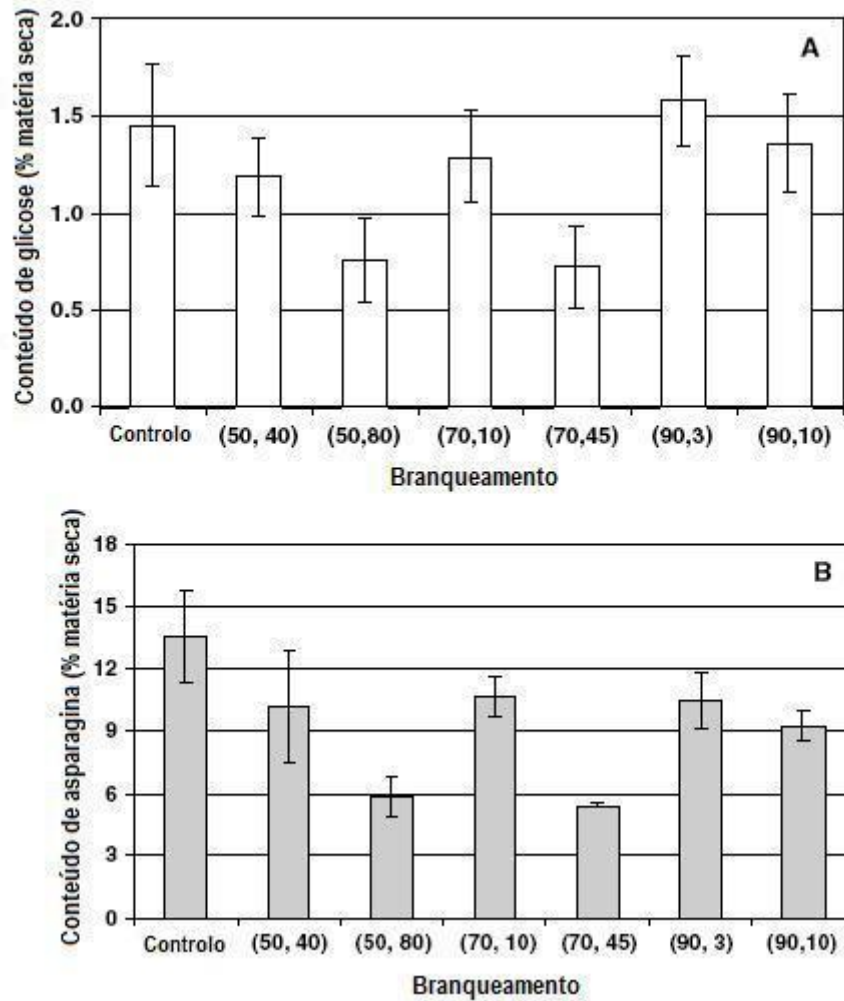 A
Conteúdo de glicose (% matéria seca)
2.0
1.5
1.0
0.5
0.0
Controlo (50, 40) (50,80) (70,10) (70,45) (90,3) (90,10)
Branqueamento
B
Conteúdo de asparagina (% matéria seca)
18
15
12
9
6
3
0
Controlo (50, 40) (50, 80) (70, 10) (70, 45) (90, 3) (90,10)
Branqueamento